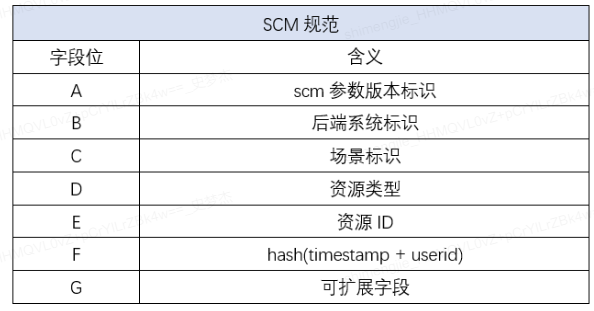 SCM 规范
字段位 含义
A scm 参数版本标识
B 后端系统标识
C 场景标识
D 资源类型
E 资源 ID
F hash(timestamp + userid)
G 可扩展字段